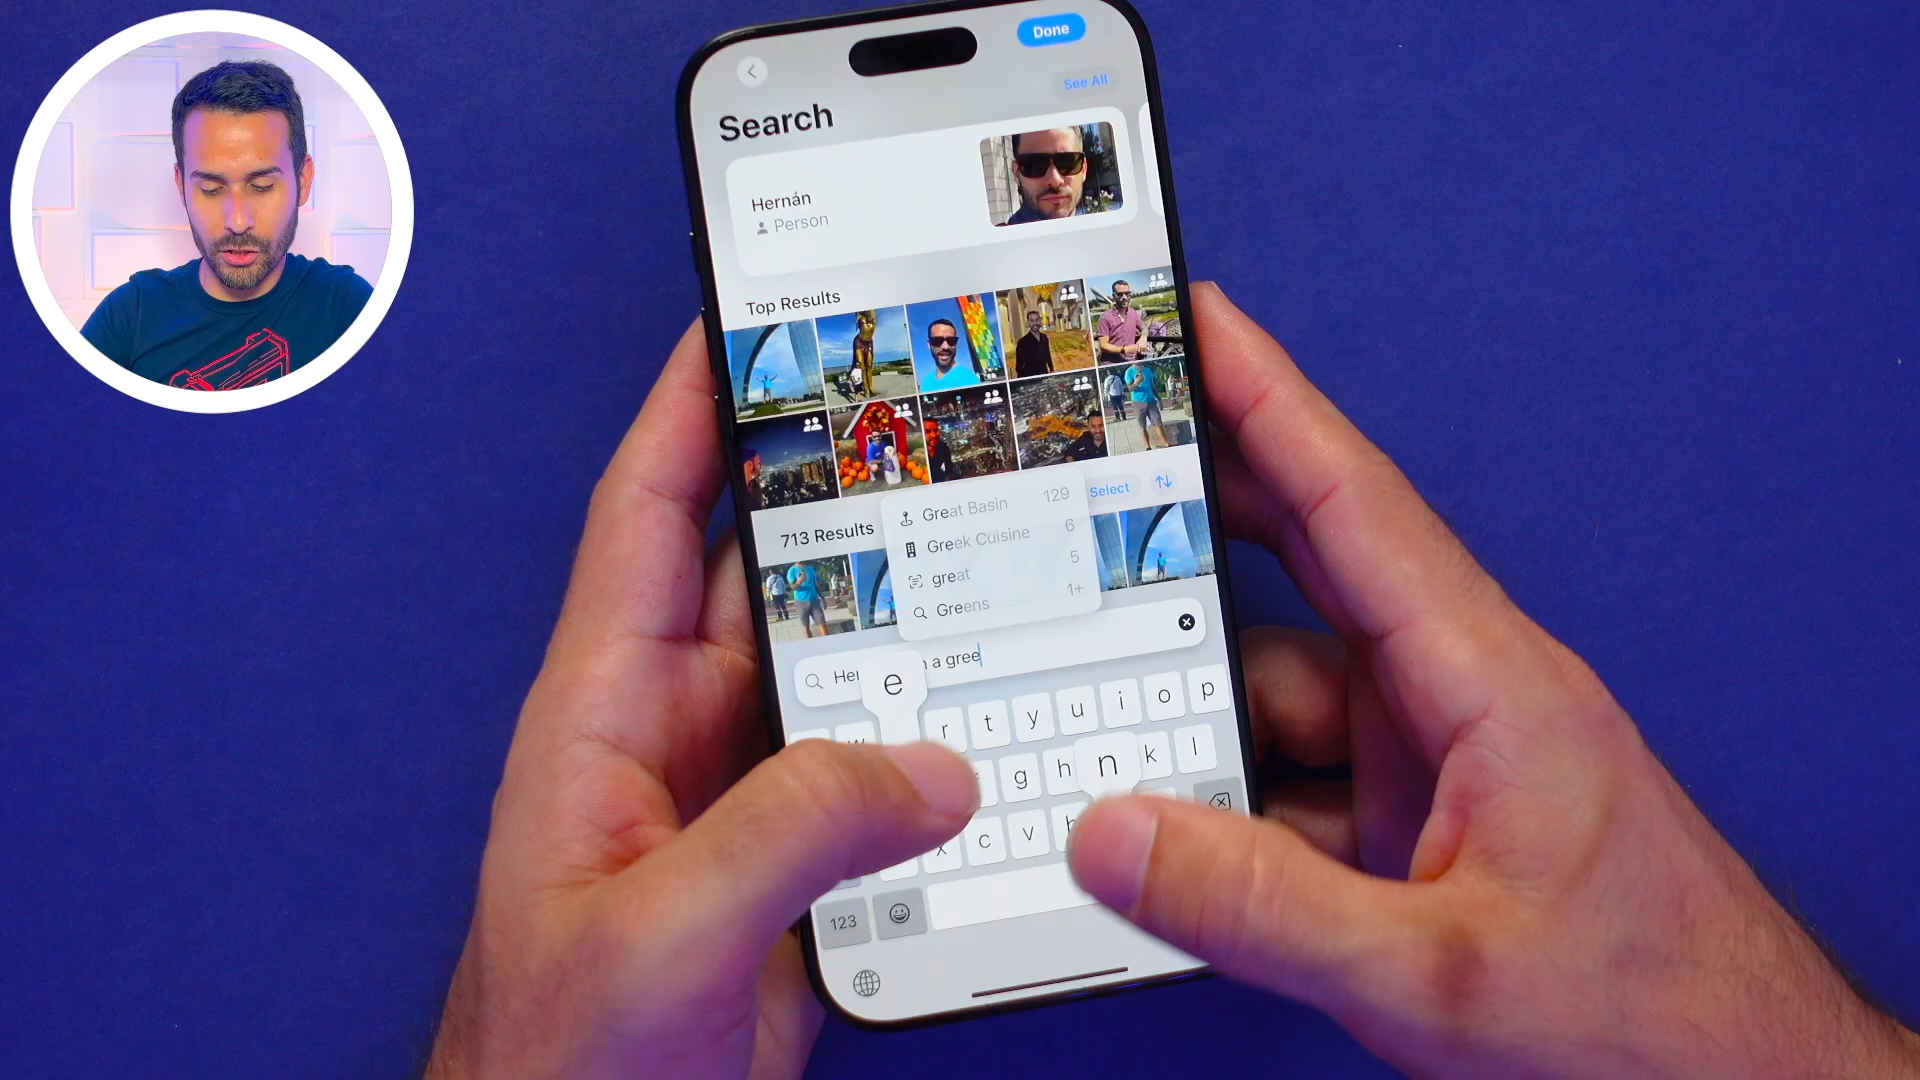 Done
See All
Search
Hernán
Person
Top Results
Select
713 Results
Great Basin 129
Greek Cuisine 6
great 5
Greens 1+
a gree
e
r t y u i o p
g h n k l
x c v
123